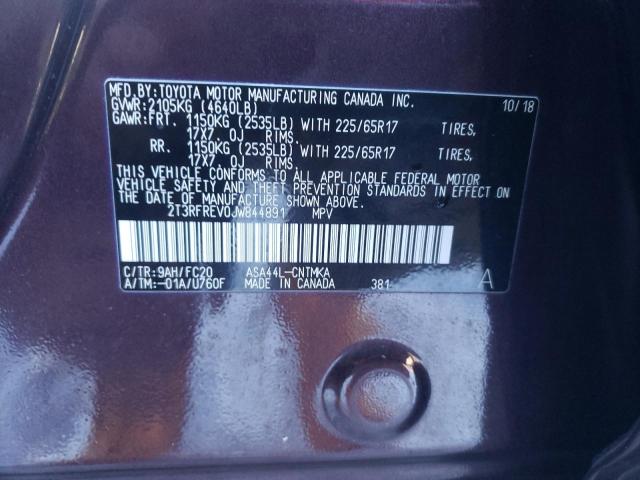 MFD.BY:TOYOTA MOTOR MANUFACTURING CANADA INC.
GVWR:2105KG (4640LB) 10/18
GAWR:FRT. 1150KG (2535LB) WITH 225/65R17 TIRES,
17X7.0J RIMS.
RR. 1150KG (2535LB) WITH 225/65R17 TIRES,
17X7.0J RIMS.
THIS VEHICLE CONFORMS TO ALL APPLICABLE FEDERAL MOTOR
VEHICLE SAFETY AND THEFT PREVENTION STANDARDS IN EFFECT ON
THE DATE OF MANUFACTURE SHOWN ABOVE.
2T3RFREV0JW844891 MPV
C/TR:9AH/FC20 ASA44L-CNTMKA
A/TM:-01A/U760F MADE IN CANADA 381 A